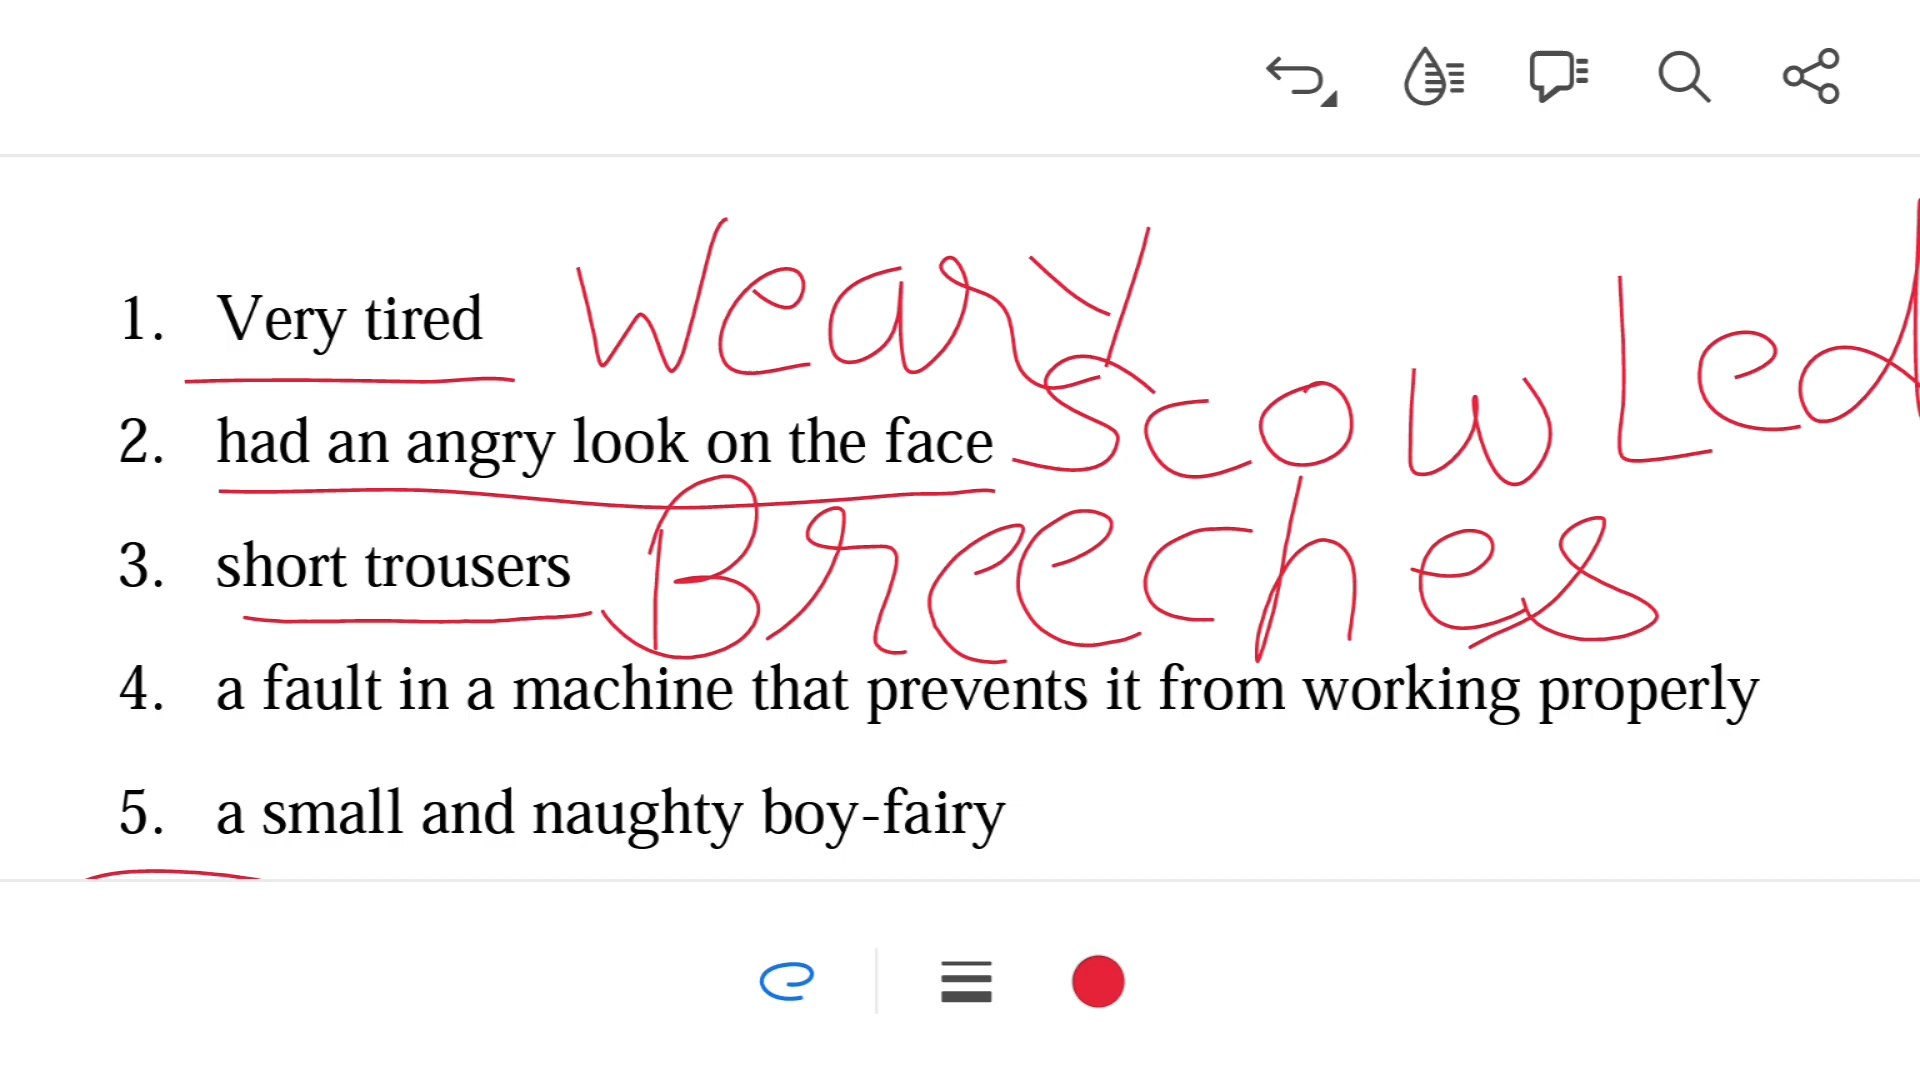 1. Very tired Weary
2. had an angry look on the face Scowled
3. short trousers Breeches
4. a fault in a machine that prevents it from working properly
5. a small and naughty boy-fairy